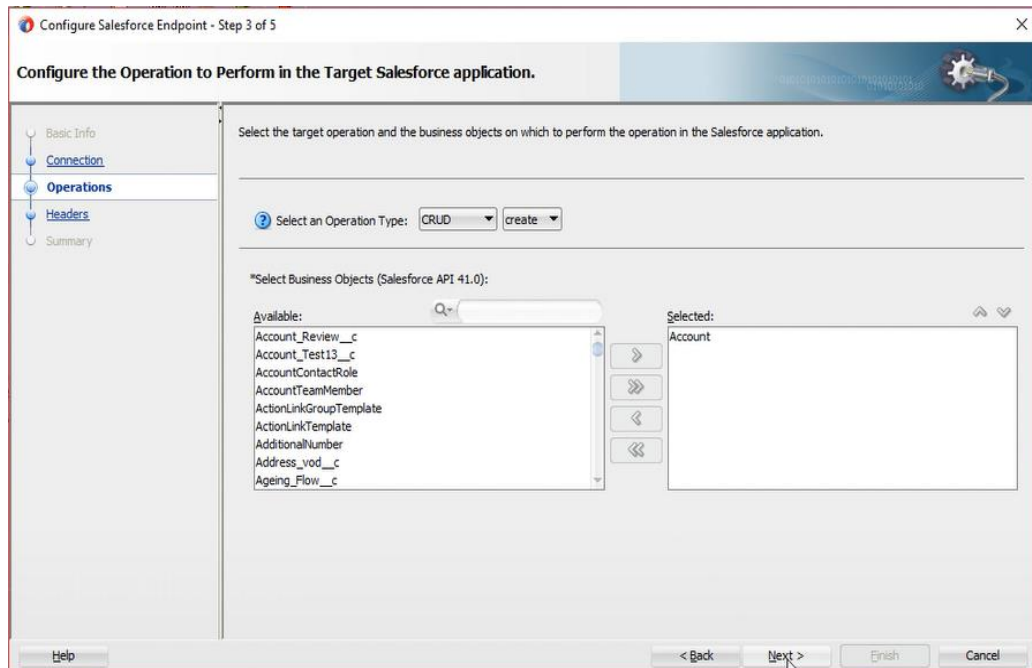 Configure Salesforce Endpoint - Step 3 of 5
Configure the Operation to Perform in the Target Salesforce application.
Basic Info
Connection
Operations
Headers
Summary
Select the target operation and the business objects on which to perform the operation in the Salesforce application.
Select an Operation Type: CRUD create
*Select Business Objects (Salesforce API 41.0):
Available:
Account_Review__c
Account_Test13__c
AccountContactRole
AccountTeamMember
ActionLinkGroupTemplate
ActionLinkTemplate
AdditionalNumber
Address_vod__c
Ageing_Flow__c
Selected:
Account
Help
< Back Next > Finish Cancel